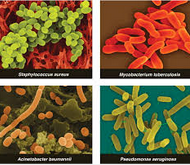 Staphylococcus aureus
Mycobacterium tuberculosis
Acinetobacter baumannii
Pseudomonas aeruginosa